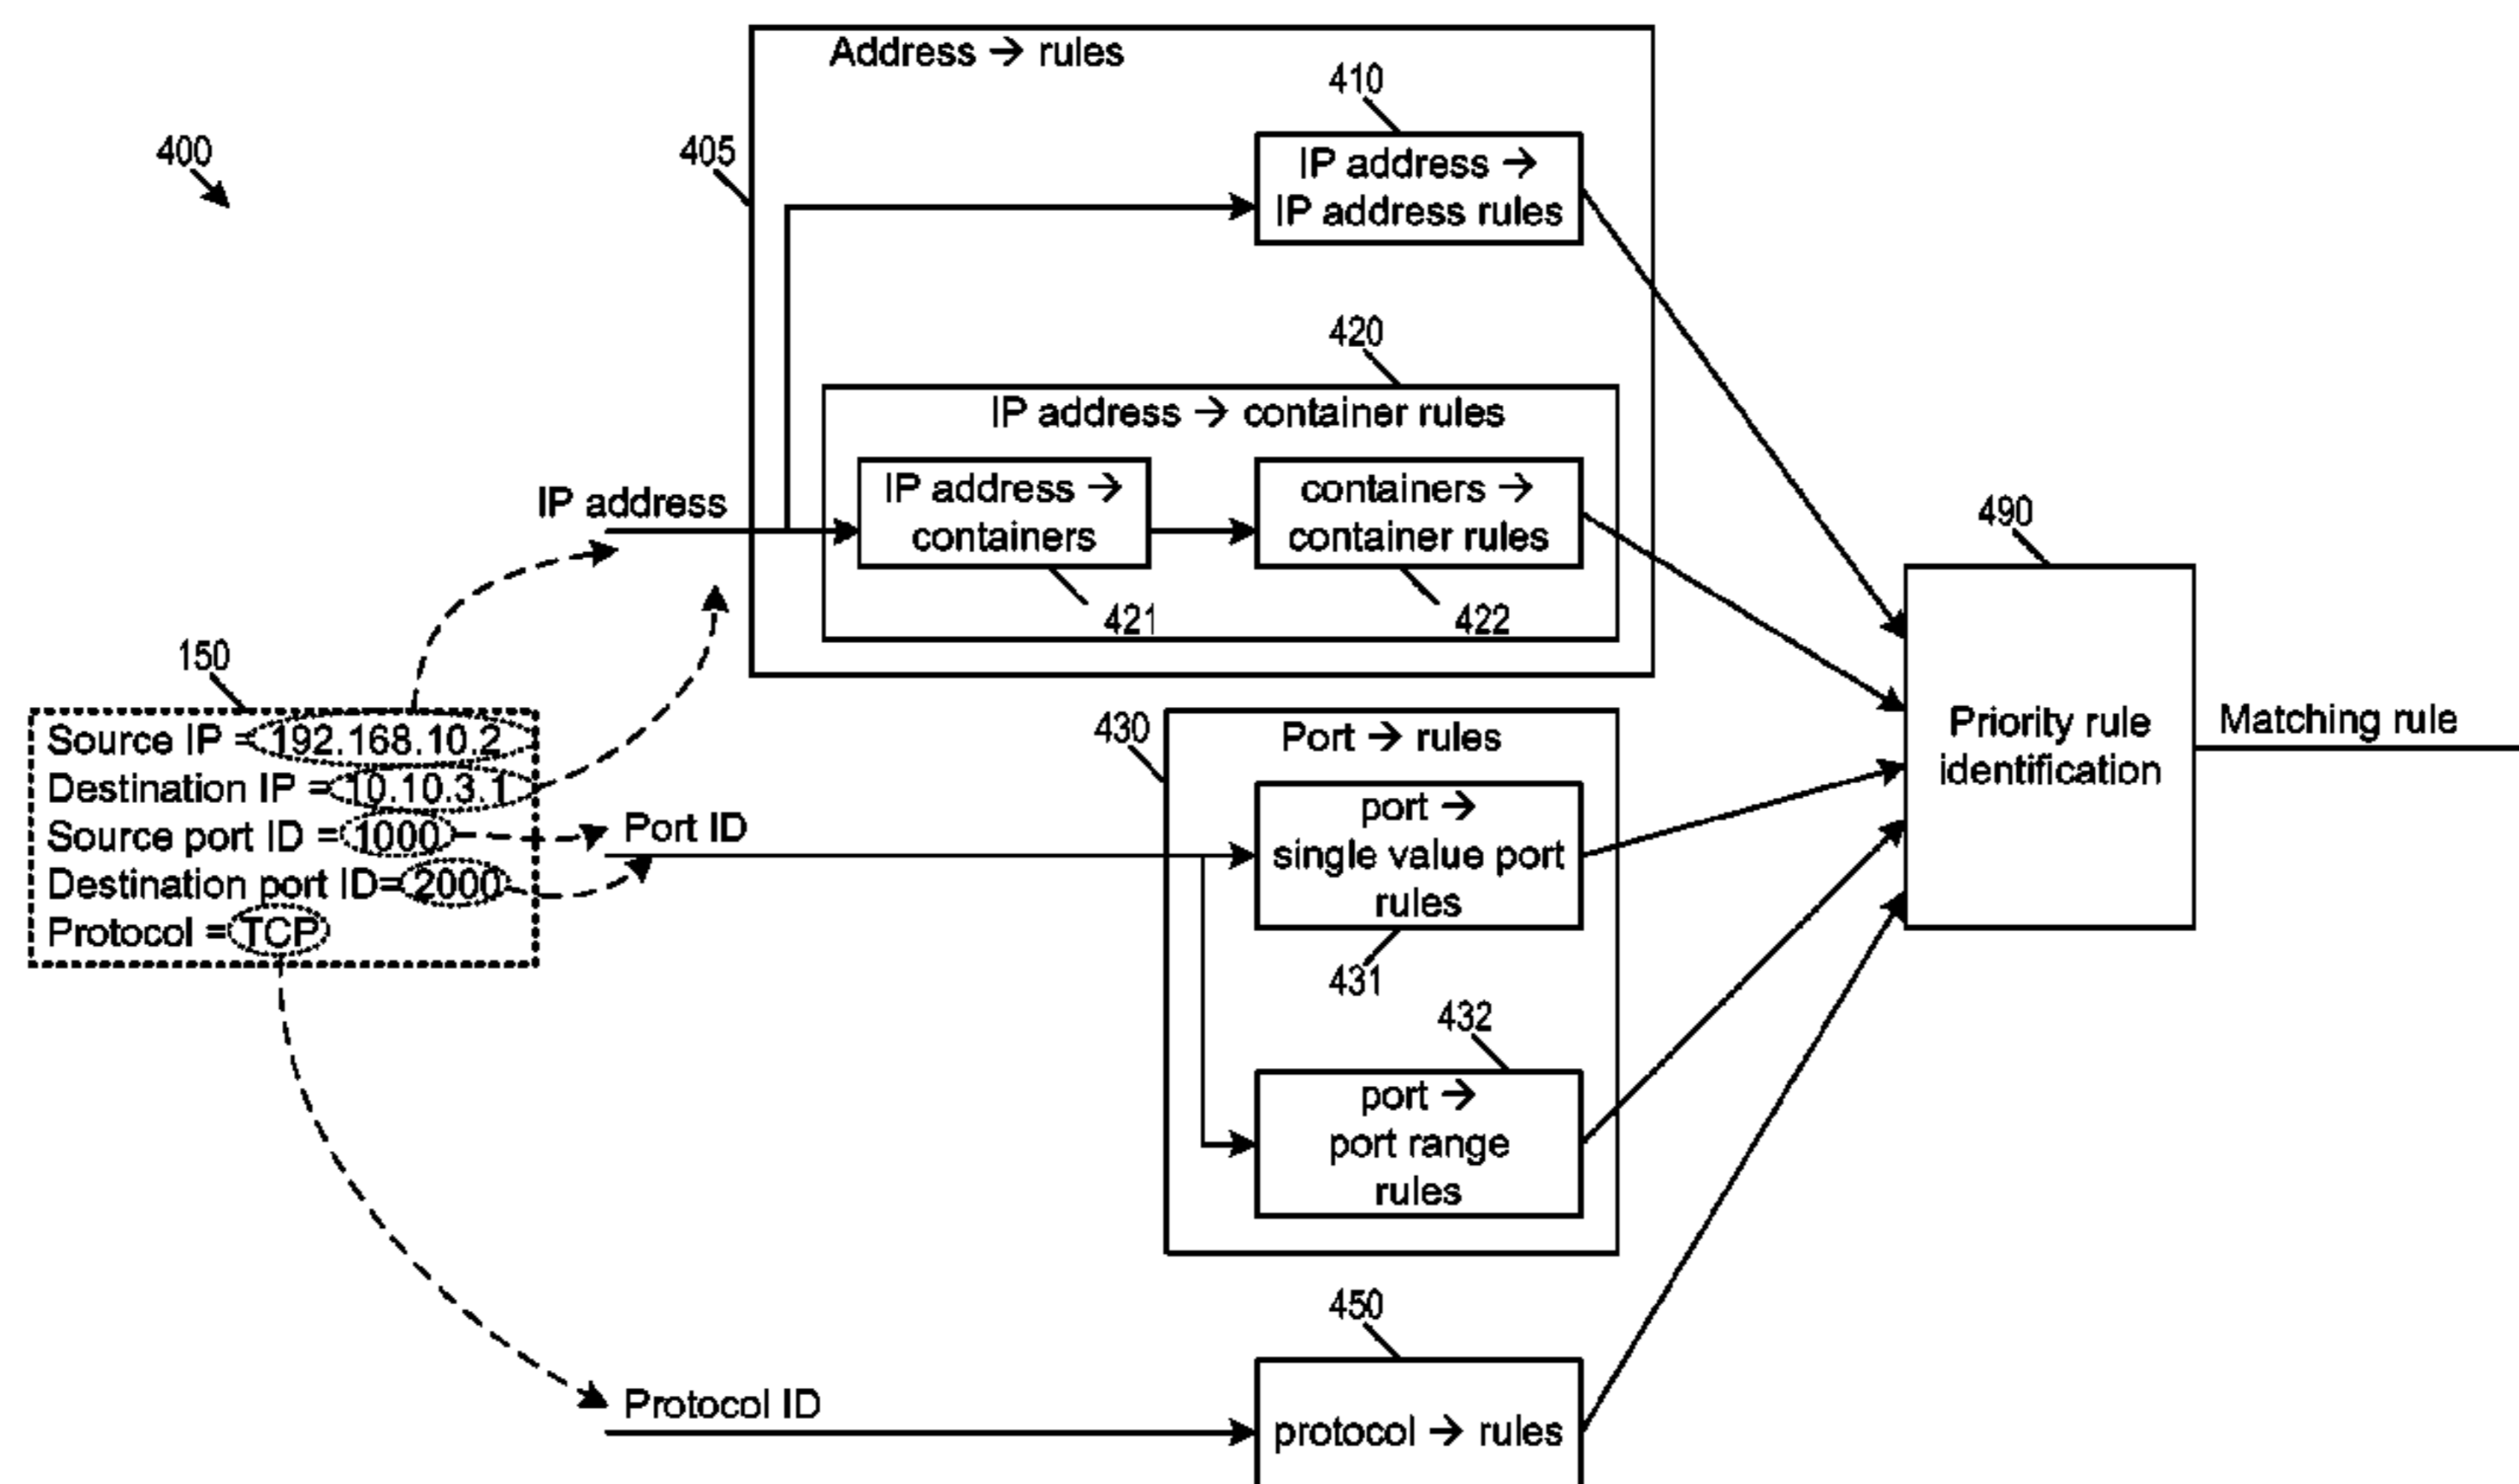 Address → rules
410
400
405
IP address →
IP address rules
420
IP address → container rules
IP address
IP address →
containers
containers →
container rules
490
421
422
150
Source IP = 192.168.10.2
Destination IP = 10.10.3.1
Source port ID = 1000
Destination port ID= 2000
Protocol = TCP
430
Port → rules
Priority rule
identification
Matching rule
Port ID
port →
single value port
rules
431
432
port →
port range
rules
450
Protocol ID
protocol → rules